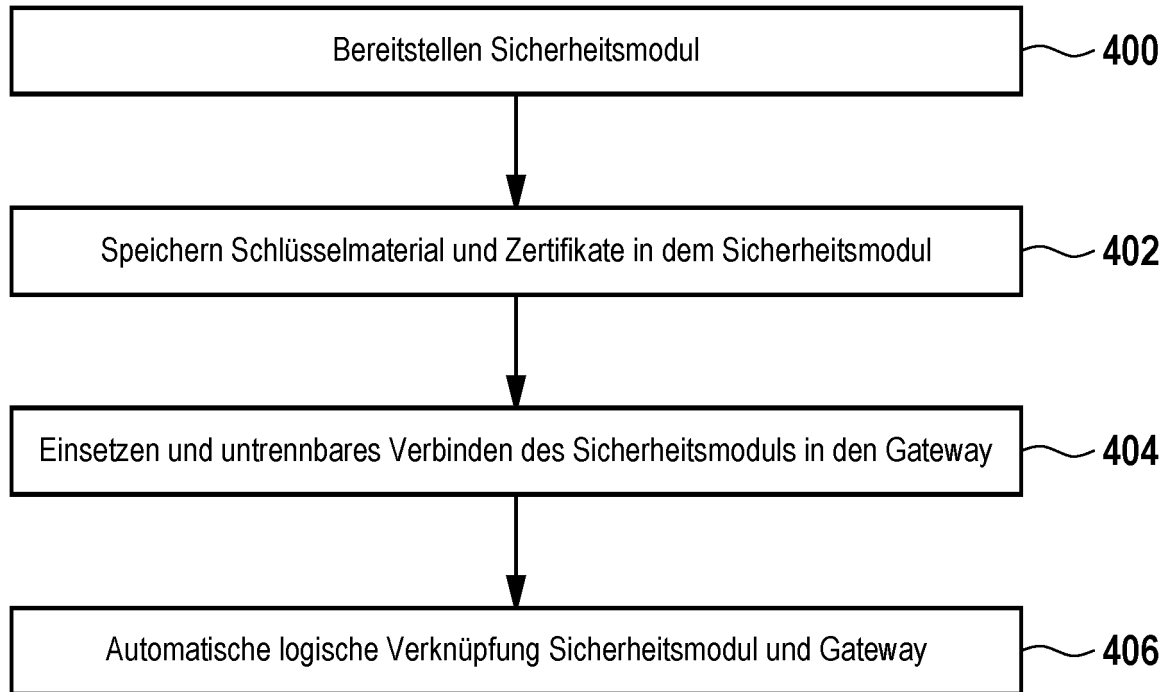 Bereitstellen Sicherheitsmodul
400
Speichern Schlüsselmaterial und Zertifikate in dem Sicherheitsmodul
402
Einsetzen und untrennbares Verbinden des Sicherheitsmoduls in den Gateway
404
Automatische logische Verknüpfung Sicherheitsmodul und Gateway
406